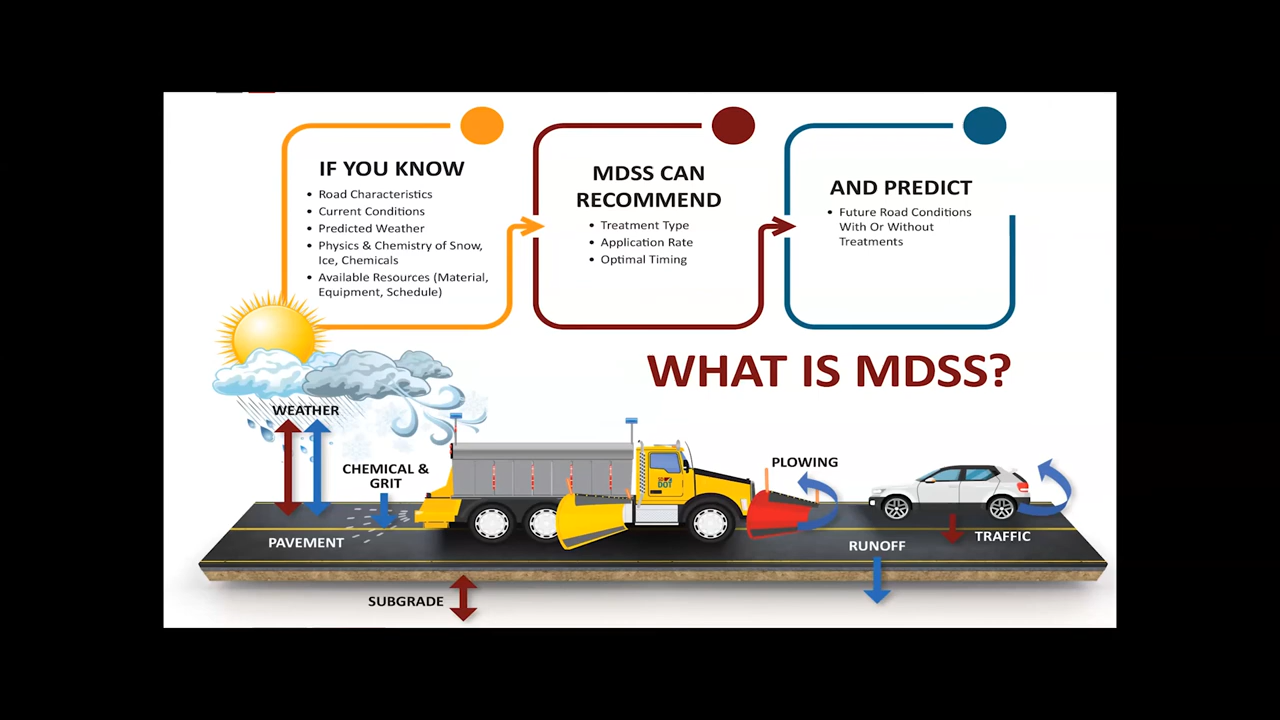 IF YOU KNOW
• Road Characteristics
• Current Conditions
• Predicted Weather
• Physics & Chemistry of Snow,
Ice, Chemicals
• Available Resources (Material,
Equipment, Schedule)
MDSS CAN
RECOMMEND
• Treatment Type
• Application Rate
• Optimal Timing
AND PREDICT
• Future Road Conditions
With Or Without
Treatments
WHAT IS MDSS?
WEATHER
CHEMICAL &
GRIT
PLOWING
DOT
PAVEMENT
RUNOFF
TRAFFIC
SUBGRADE